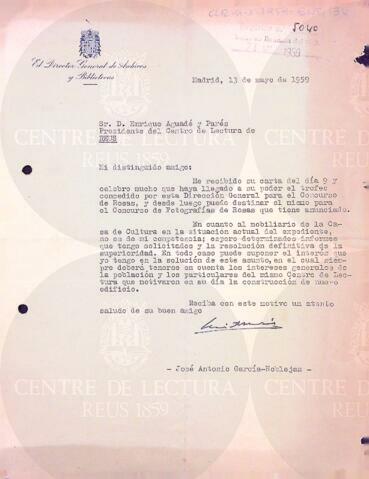 5040
1959
El Director General de Archivos
y Bibliotecas
Madrid, 13 de mayo de 1959
Sr. D. Enrique Aguadé y Parés
Presidente del Centro de Lectura de
REUS
Mi distinguido amigo:
He recibido su carta del día 9 y
celebro mucho que haya llegado a su poder el trofeo
concedido por esta Dirección General para el Concurso
de Rosas, y desde luego puede destinar el mismo para
el Concurso de Fotografías de Rosas que tiene anunciado.
En cuanto al mobiliario de la Ca-
sa de Cultura en la situación actual del expediente,
no es de mi competencia; espero determinados informes
que tengo solicitados y la resolución definitiva de la
superioridad. En todo caso puede suponer el interés que
yo tengo en la solución de este asunto, en el cual siem-
pre deberá tenerse en cuenta los intereses generales de
la población y los particulares del mismo Centro de Lec-
tura que motivaron en su día la construcción de nuevo
edificio.
Reciba con este motivo un atento
saludo de su buen amigo
- José Antonio García-Noblejas -
CENTRE DE LECTURA
REUS 1859
CENTRE DE LECTURA
REUS 1859